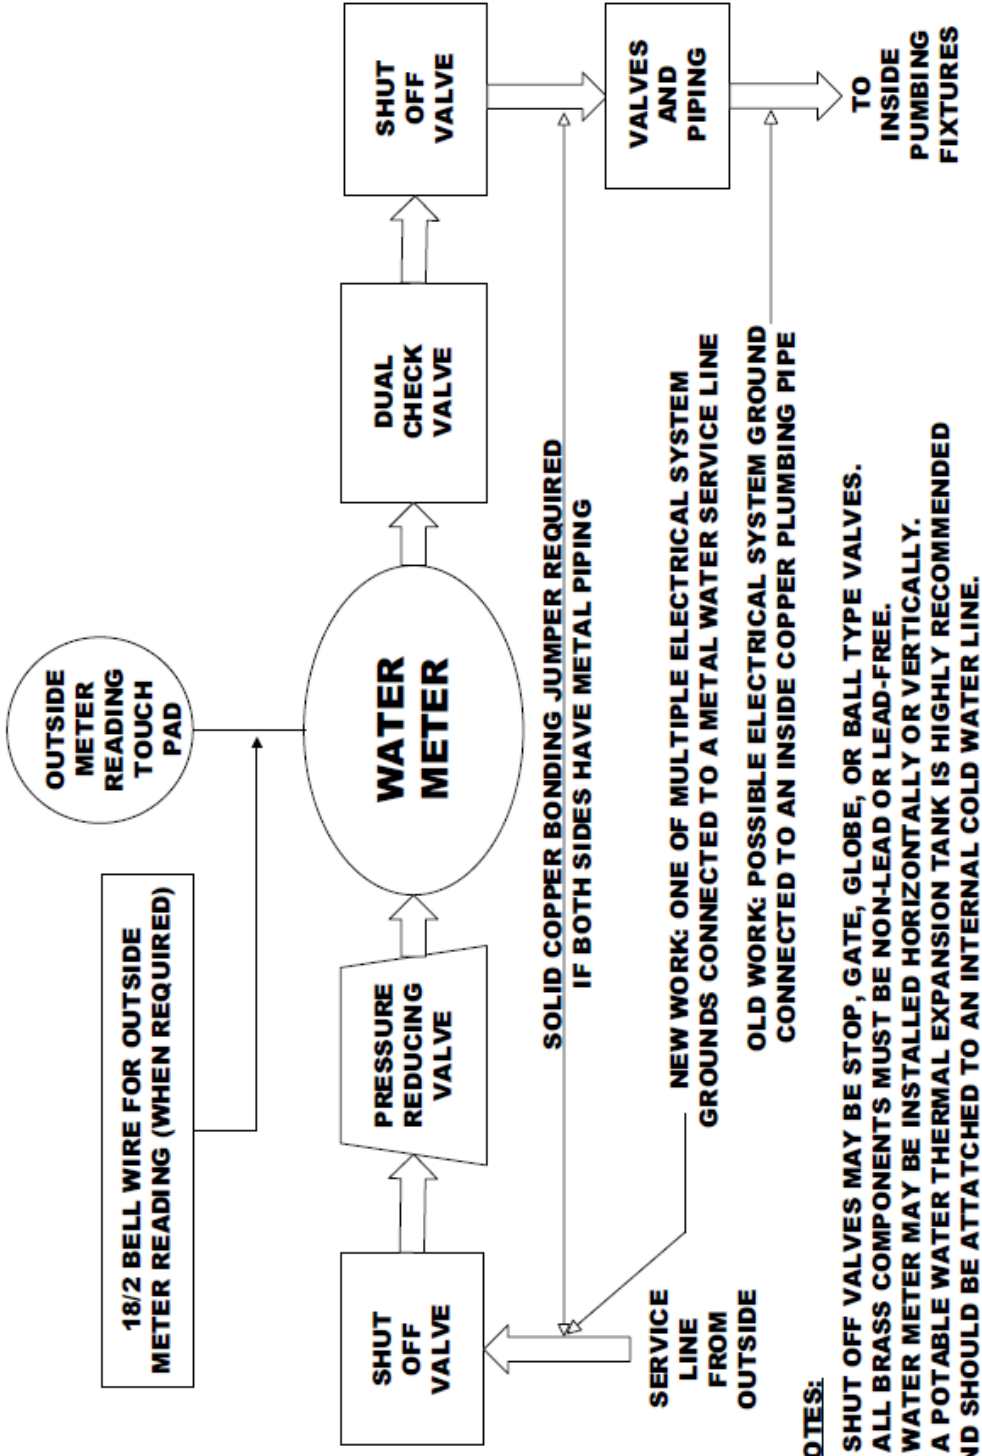 OUTSIDE
METER
READING
TOUCH
PAD
18/2 BELL WIRE FOR OUTSIDE
METER READING (WHEN REQUIRED)
SHUT
OFF
VALVE
PRESSURE
REDUCING
VALVE
WATER
METER
DUAL
CHECK
VALVE
SHUT
OFF
VALVE
SOLID COPPER BONDING JUMPER REQUIRED
IF BOTH SIDES HAVE METAL PIPING
VALVES
AND
PIPING
SERVICE
LINE
FROM
OUTSIDE
NEW WORK: ONE OF MULTIPLE ELECTRICAL SYSTEM
GROUNDS CONNECTED TO A METAL WATER SERVICE LINE
OLD WORK: POSSIBLE ELECTRICAL SYSTEM GROUND
CONNECTED TO AN INSIDE COPPER PLUMBING PIPE
TO
INSIDE
PUMBING
FIXTURES
OTES:
SHUT OFF VALVES MAY BE STOP, GATE, GLOBE, OR BALL TYPE VALVES.
ALL BRASS COMPONENTS MUST BE NON-LEAD OR LEAD-FREE.
WATER METER MAY BE INSTALLED HORIZONTALLY OR VERTICALLY.
A POTABLE WATER THERMAL EXPANSION TANK IS HIGHLY RECOMMENDED
ND SHOULD BE ATTATCHED TO AN INTERNAL COLD WATER LINE.